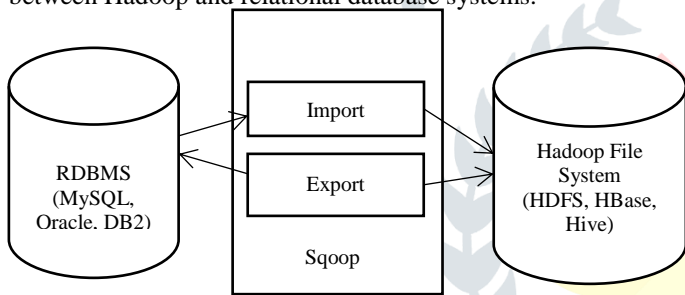 between Hadoop and relational database systems.
Import
Export
Sqoop
RDBMS
(MySQL,
Oracle, DB2)
Hadoop File
System
(HDFS, HBase,
Hive)